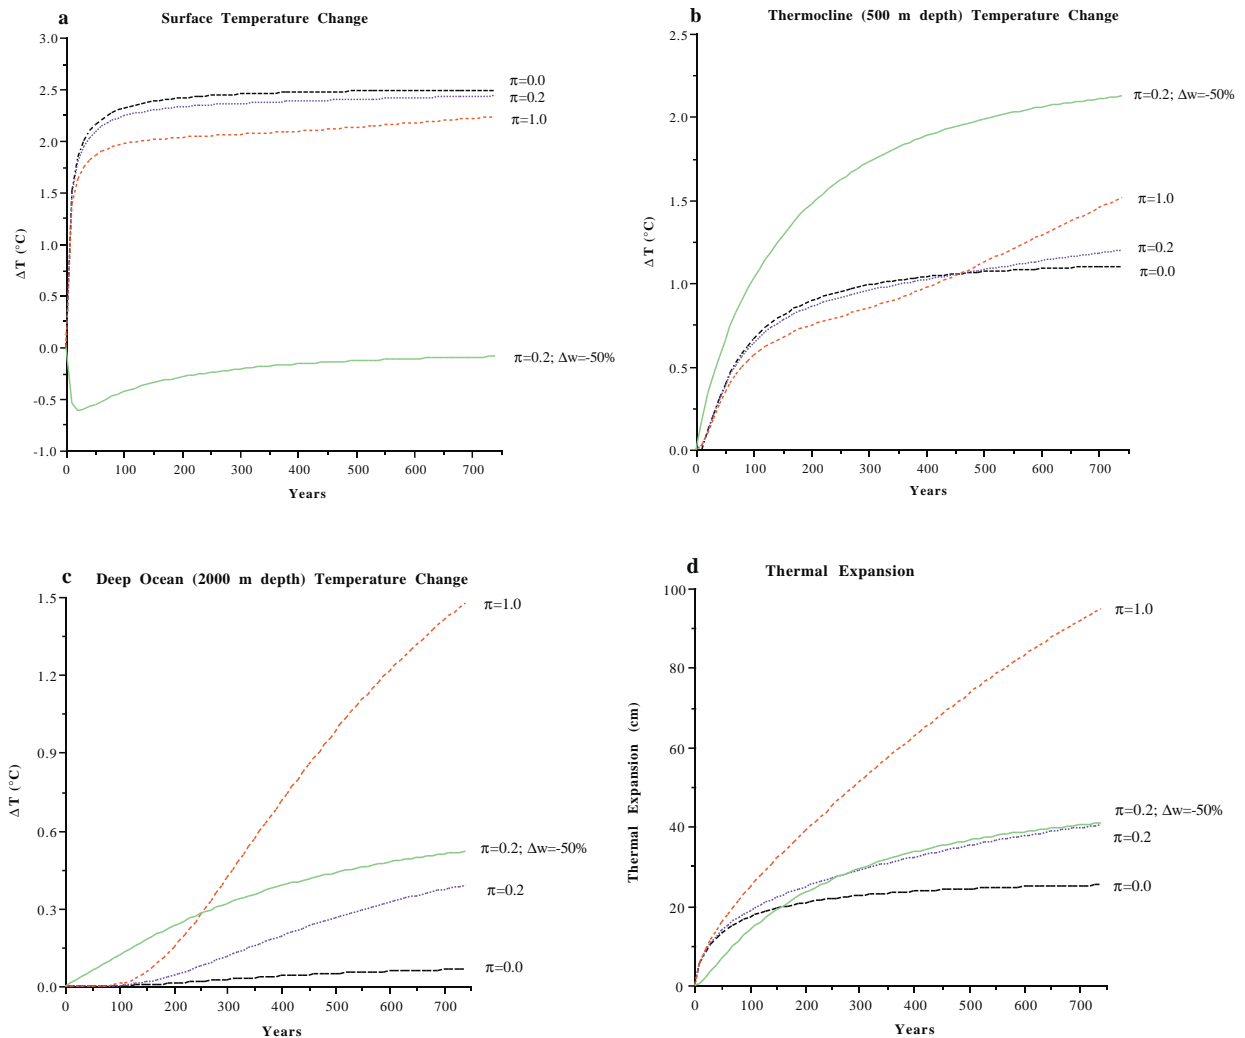 a Surface Temperature Change
3.0
2.5
2.0
1.5
1.0
0.5
0.0
-0.5
-1.0
ΔT (°C)
π=0.0
π=0.2
π=1.0
π=0.2; Δw=-50%
0 100 200 300 400 500 600 700
Years
b Thermocline (500 m depth) Temperature Change
2.5
2.0
1.5
1.0
0.5
0.0
ΔT (°C)
π=0.2; Δw=-50%
π=1.0
π=0.2
π=0.0
0 100 200 300 400 500 600 700
Years
c Deep Ocean (2000 m depth) Temperature Change
1.5
1.2
0.9
0.6
0.3
0.0
ΔT (°C)
π=1.0
π=0.2; Δw=-50%
π=0.2
π=0.0
0 100 200 300 400 500 600 700
Years
d Thermal Expansion
100
80
60
40
20
0
Thermal Expansion (cm)
π=1.0
π=0.2; Δw=-50%
π=0.2
π=0.0
0 100 200 300 400 500 600 700
Years